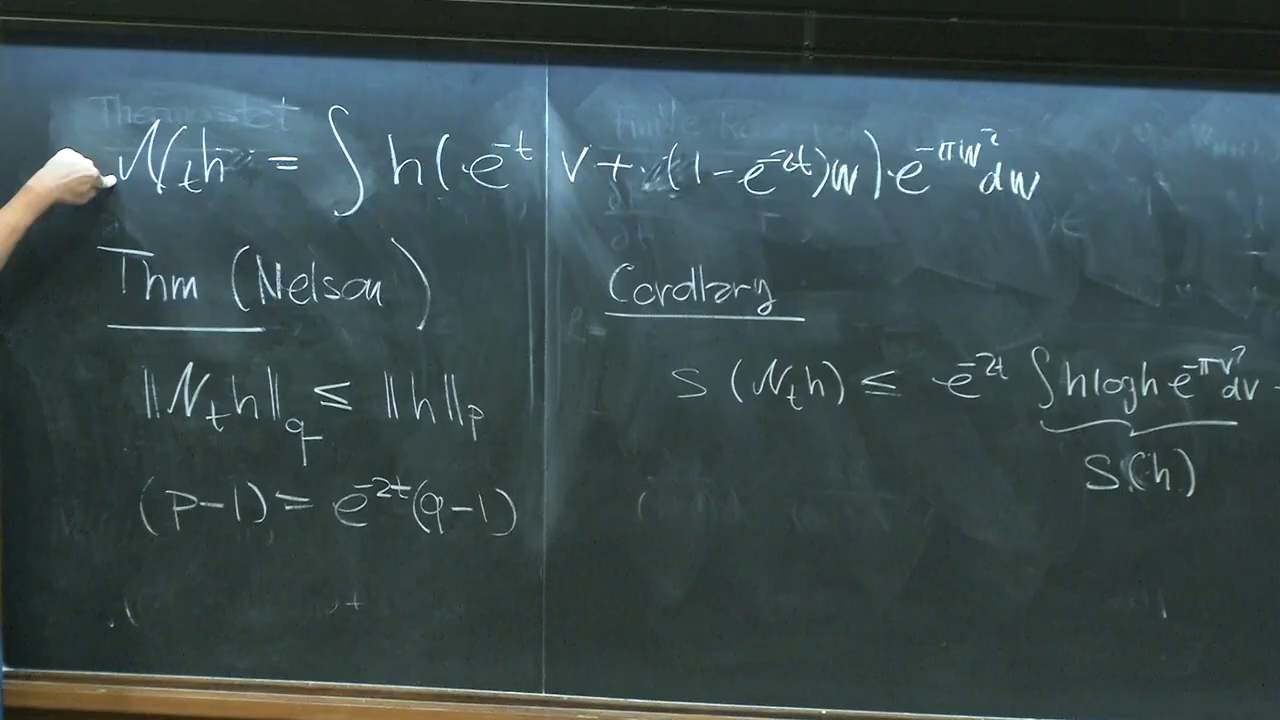 Thermostat
𝒩_t h = ∫ h(e^{-t} v + (1-e^{-2t})w) · e^{-πw²} dw
Thm (Nelson)
‖𝒩_t h‖_q ≤ ‖h‖_p
(p-1) = e^{-2t}(q-1)
Corollary
S(𝒩_t h) ≤ e^{-2t} ∫ h log h e^{-πv²} dv
S(h)